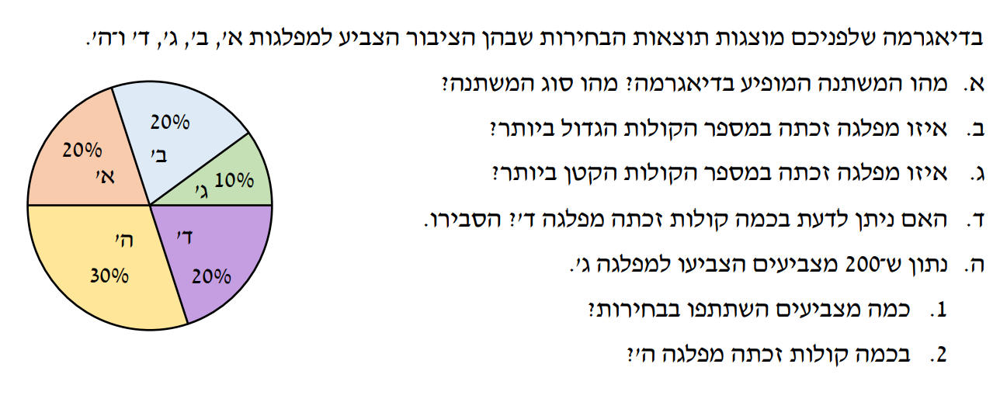 בדיאגרמה שלפניכם מוצגות תוצאות הבחירות שבהן הציבור הצביע למפלגות א', ב', ג', ד' ו־ה'.
א. מהו המשתנה המופיע בדיאגרמה? מהו סוג המשתנה?
ב. איזו מפלגה זכתה במספר הקולות הגדול ביותר?
ג. איזו מפלגה זכתה במספר הקולות הקטן ביותר?
ד. האם ניתן לדעת בכמה קולות זכתה מפלגה ד'? הסבירו.
ה. נתון ש־200 מצביעים הצביעו למפלגה ג'.
1. כמה מצביעים השתתפו בבחירות?
2. בכמה קולות זכתה מפלגה ה'?
20%
ב'
20%
א'
10%
ג'
ד'
20%
ה'
30%